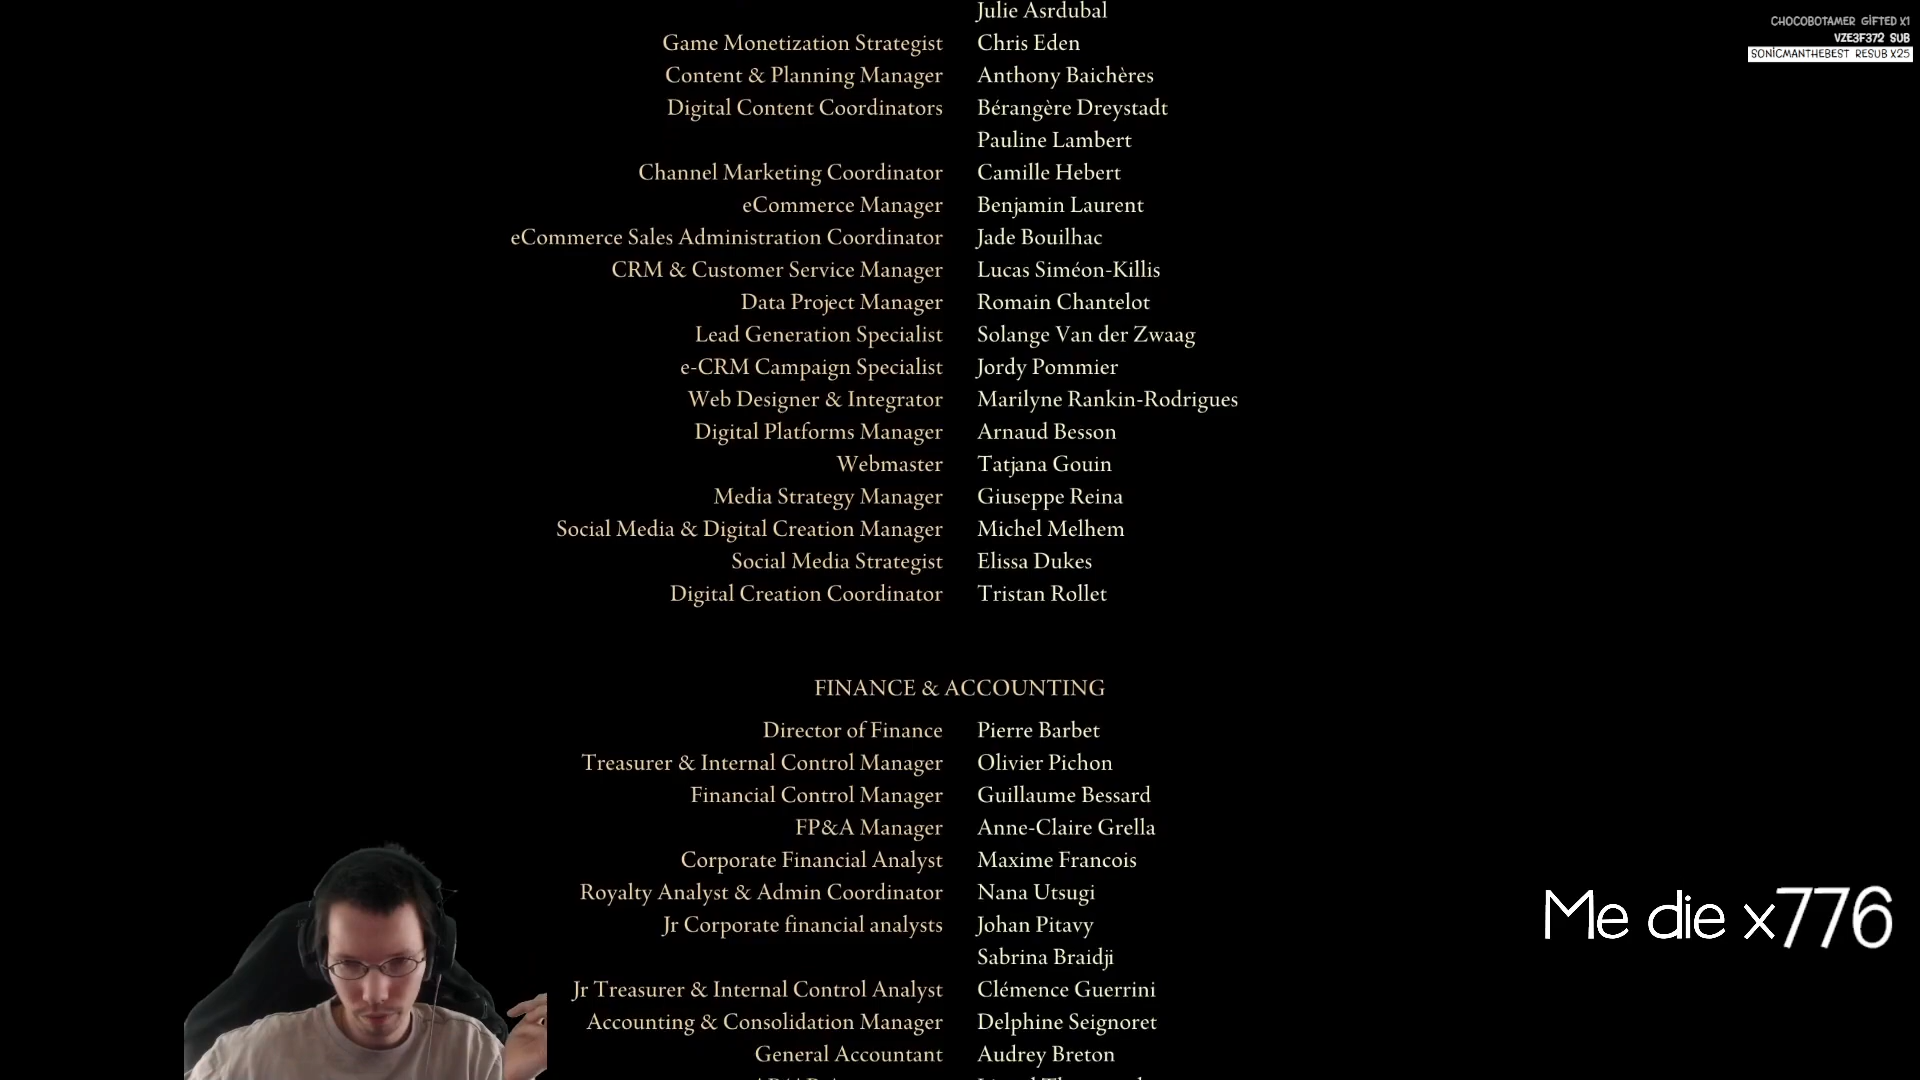 Julie Asrdubal
Game Monetization Strategist Chris Eden
Content & Planning Manager Anthony Baichères
Digital Content Coordinators Bérangère Dreystadt
Pauline Lambert
Channel Marketing Coordinator Camille Hebert
eCommerce Manager Benjamin Laurent
eCommerce Sales Administration Coordinator Jade Bouilhac
CRM & Customer Service Manager Lucas Siméon-Killis
Data Project Manager Romain Chantelot
Lead Generation Specialist Solange Van der Zwaag
e-CRM Campaign Specialist Jordy Pommier
Web Designer & Integrator Marilyne Rankin-Rodrigues
Digital Platforms Manager Arnaud Besson
Webmaster Tatjana Gouin
Media Strategy Manager Giuseppe Reina
Social Media & Digital Creation Manager Michel Melhem
Social Media Strategist Elissa Dukes
Digital Creation Coordinator Tristan Rollet
FINANCE & ACCOUNTING
Director of Finance Pierre Barbet
Treasurer & Internal Control Manager Olivier Pichon
Financial Control Manager Guillaume Bessard
FP&A Manager Anne-Claire Grella
Corporate Financial Analyst Maxime Francois
Royalty Analyst & Admin Coordinator Nana Utsugi
Jr Corporate financial analysts Johan Pitavy
Sabrina Braidji
Jr Treasurer & Internal Control Analyst Clémence Guerrini
Accounting & Consolidation Manager Delphine Seignoret
General Accountant Audrey Breton
CHOCOBOTAMER GIFTED X1
VZE3F372 SUB
SONICMANTHEBEST RESUB X25
Me die x776